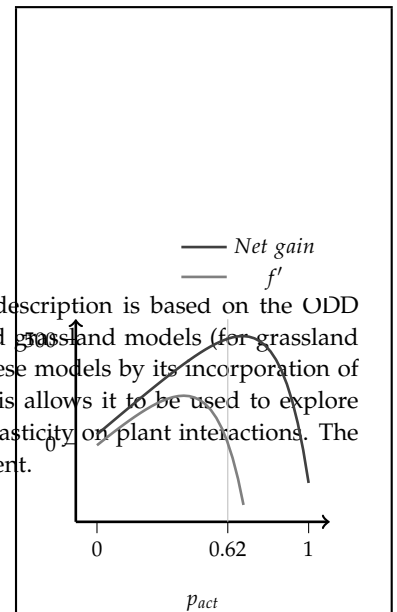 Net gain
f′
description is based on the ODD
d grassland models (for grassland
500
ese models by its incorporation of
is allows it to be used to explore
asticity on plant interactions. The
0
ent.
0 0.62 1
p_act